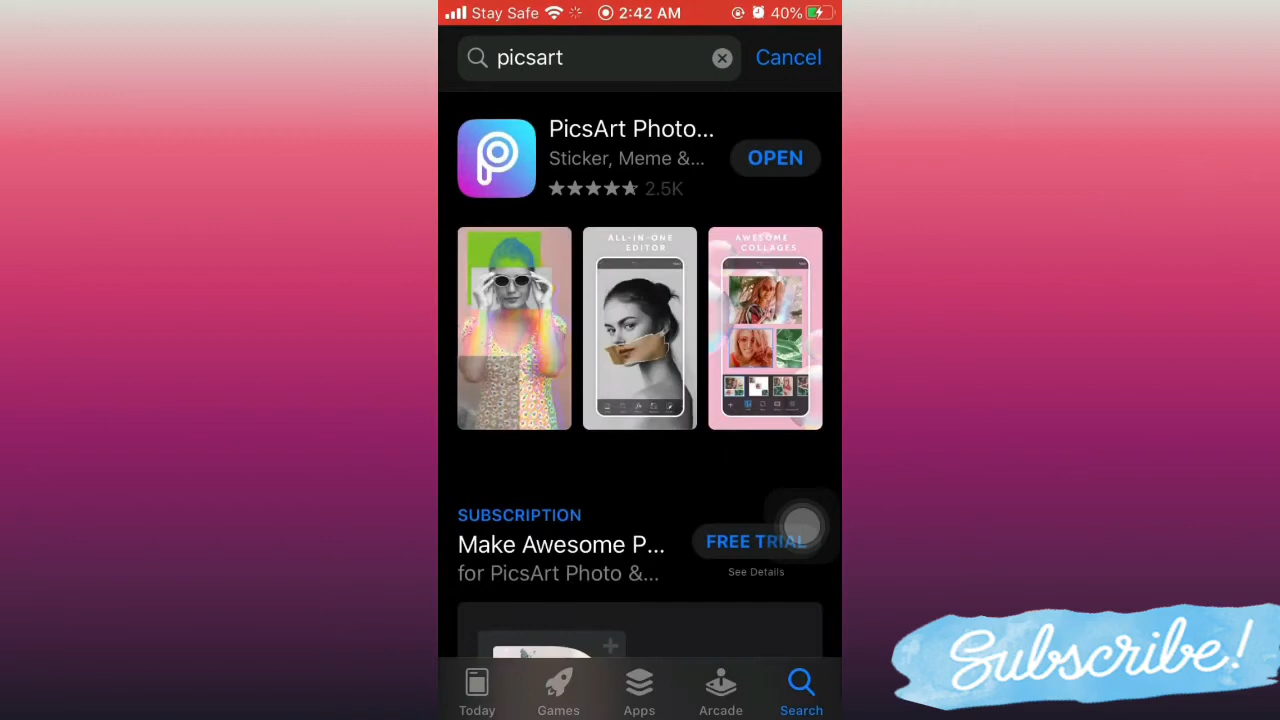 Stay Safe 2:42 AM 40%
picsart Cancel
PicsArt Photo...
Sticker, Meme &... OPEN
2.5K
ALL-IN-ONE
EDITOR
AWESOME
COLLAGES
SUBSCRIPTION
Make Awesome P... FREE TRIAL
for PicsArt Photo &... See Details
Subscribe!
Today Games Apps Arcade Search